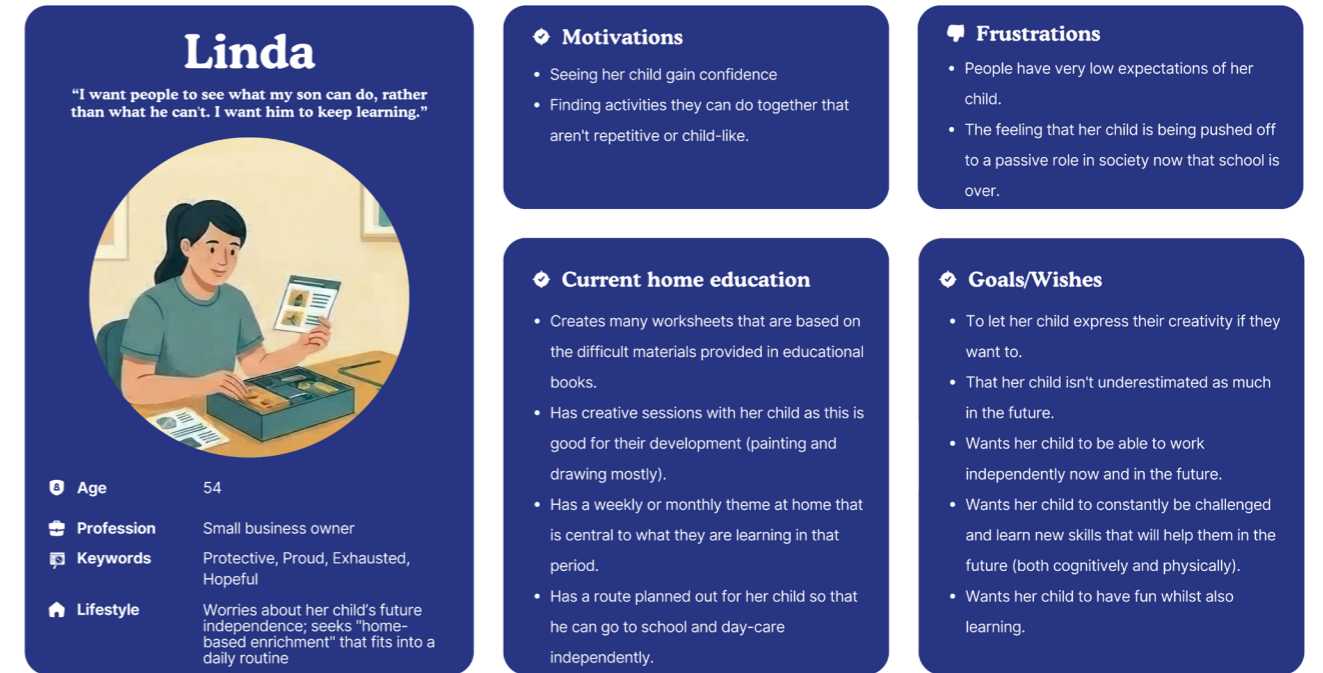 Linda
“I want people to see what my son can do, rather
than what he can't. I want him to keep learning.”
Age 54
Profession Small business owner
Keywords Protective, Proud, Exhausted,
Hopeful
Lifestyle Worries about her child’s future
independence; seeks "home-
based enrichment" that fits into a
daily routine
Motivations
• Seeing her child gain confidence
• Finding activities they can do together that
aren't repetitive or child-like.
Frustrations
• People have very low expectations of her
child.
• The feeling that her child is being pushed off
to a passive role in society now that school is
over.
Current home education
• Creates many worksheets that are based on
the difficult materials provided in educational
books.
• Has creative sessions with her child as this is
good for their development (painting and
drawing mostly).
• Has a weekly or monthly theme at home that
is central to what they are learning in that
period.
• Has a route planned out for her child so that
he can go to school and day-care
independently.
Goals/Wishes
• To let her child express their creativity if they
want to.
• That her child isn't underestimated as much
in the future.
• Wants her child to be able to work
independently now and in the future.
• Wants her child to constantly be challenged
and learn new skills that will help them in the
future (both cognitively and physically).
• Wants her child to have fun whilst also
learning.